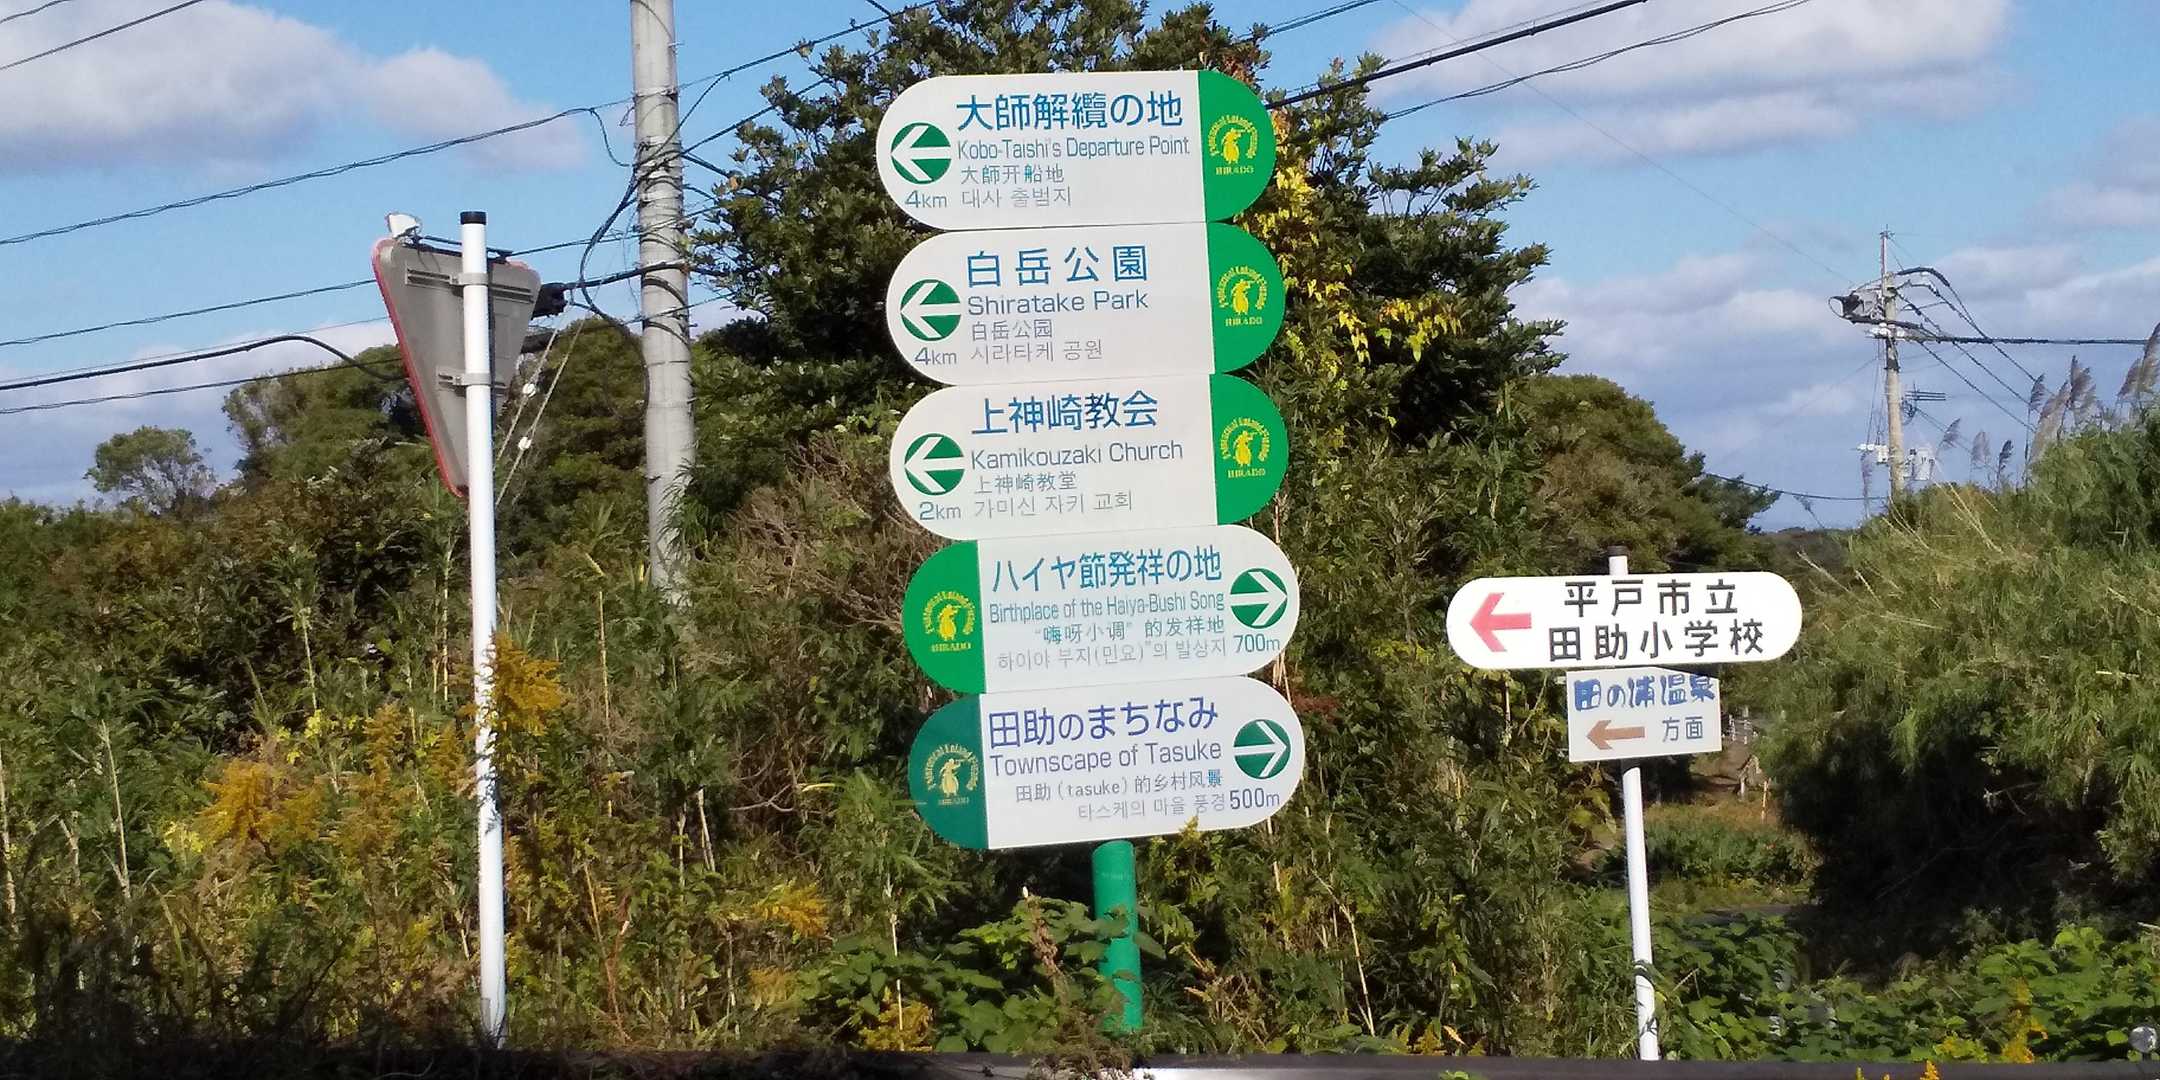 大師解纜の地
Kobo-Taishi's Departure Point
大師开船地
4km 대사 출범지
HIRADO
白岳公園
Shiratake Park
白岳公园
4km 시라타케 공원
HIRADO
上神崎教会
Kamikouzaki Church
上神崎教堂
2km 가미신 자키 교회
HIRADO
ハイヤ節発祥の地
Birthplace of the Haiya-Bushi Song
"嗨呀小调" 的发祥地
하이야 부지(민요)"의 발상지 700m
HIRADO
田助のまちなみ
Townscape of Tasuke
田助 (tasuke) 的乡村风景
타스케의 마을 풍경 500m
HIRADO
平戸市立
田助小学校
田の浦温泉
方面